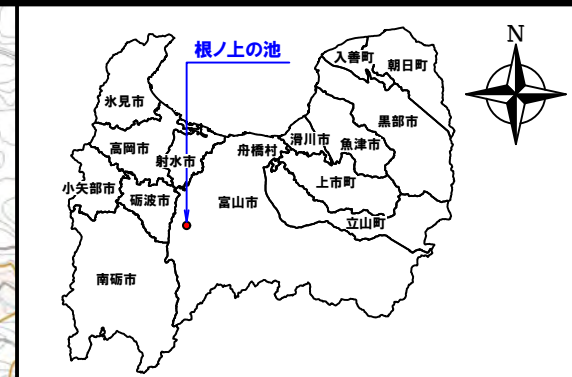 根ノ上の池
N
入善町
朝日町
氷見市
黒部市
滑川市
魚津市
高岡市
射水市
舟橋村
上市町
小矢部市
砺波市
富山市
立山町
南砺市